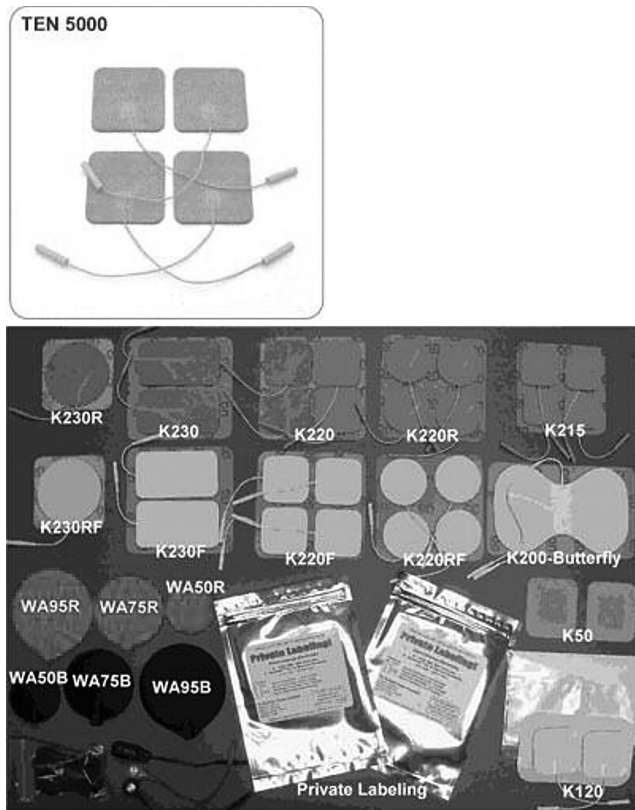 TEN 5000
K230R
K230
K220
K220R
K215
K230RF
K230F
K220F
K220RF
K200-Butterfly
WA95R
WA75R
WA50R
K50
WA50B
WA75B
WA95B
Private Labeling!
Private Labeling!
Private Labeling
K120